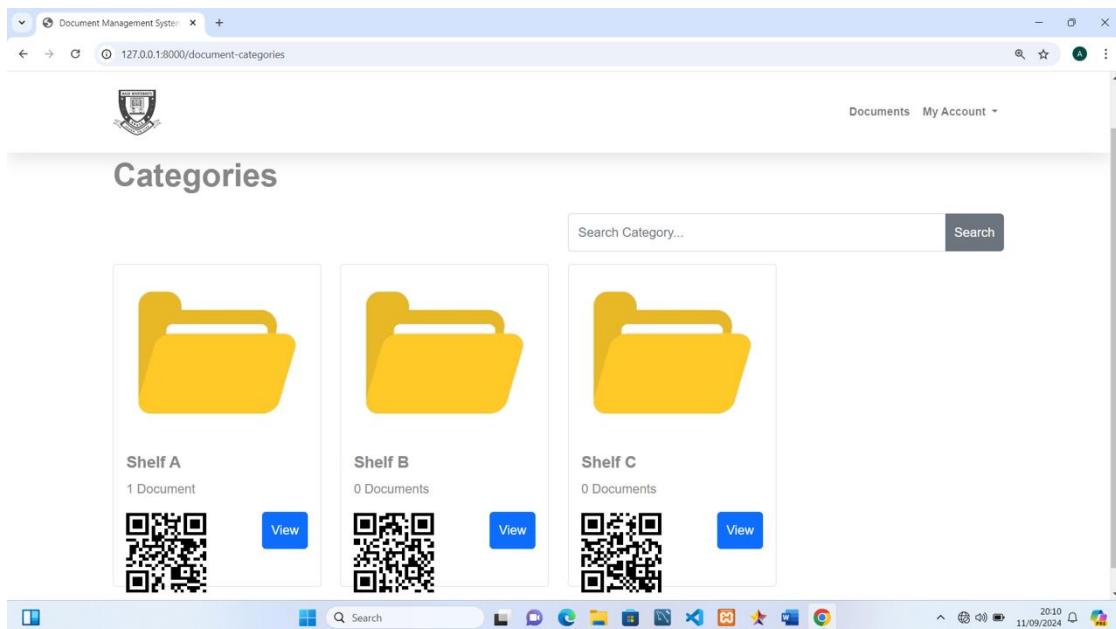 Document Management System
127.0.0.1:8000/document-categories
A
Documents My Account
Categories
Search Category... Search
Shelf A Shelf B Shelf C
1 Document 0 Documents 0 Documents
View View View
Search
20:10
11/09/2024